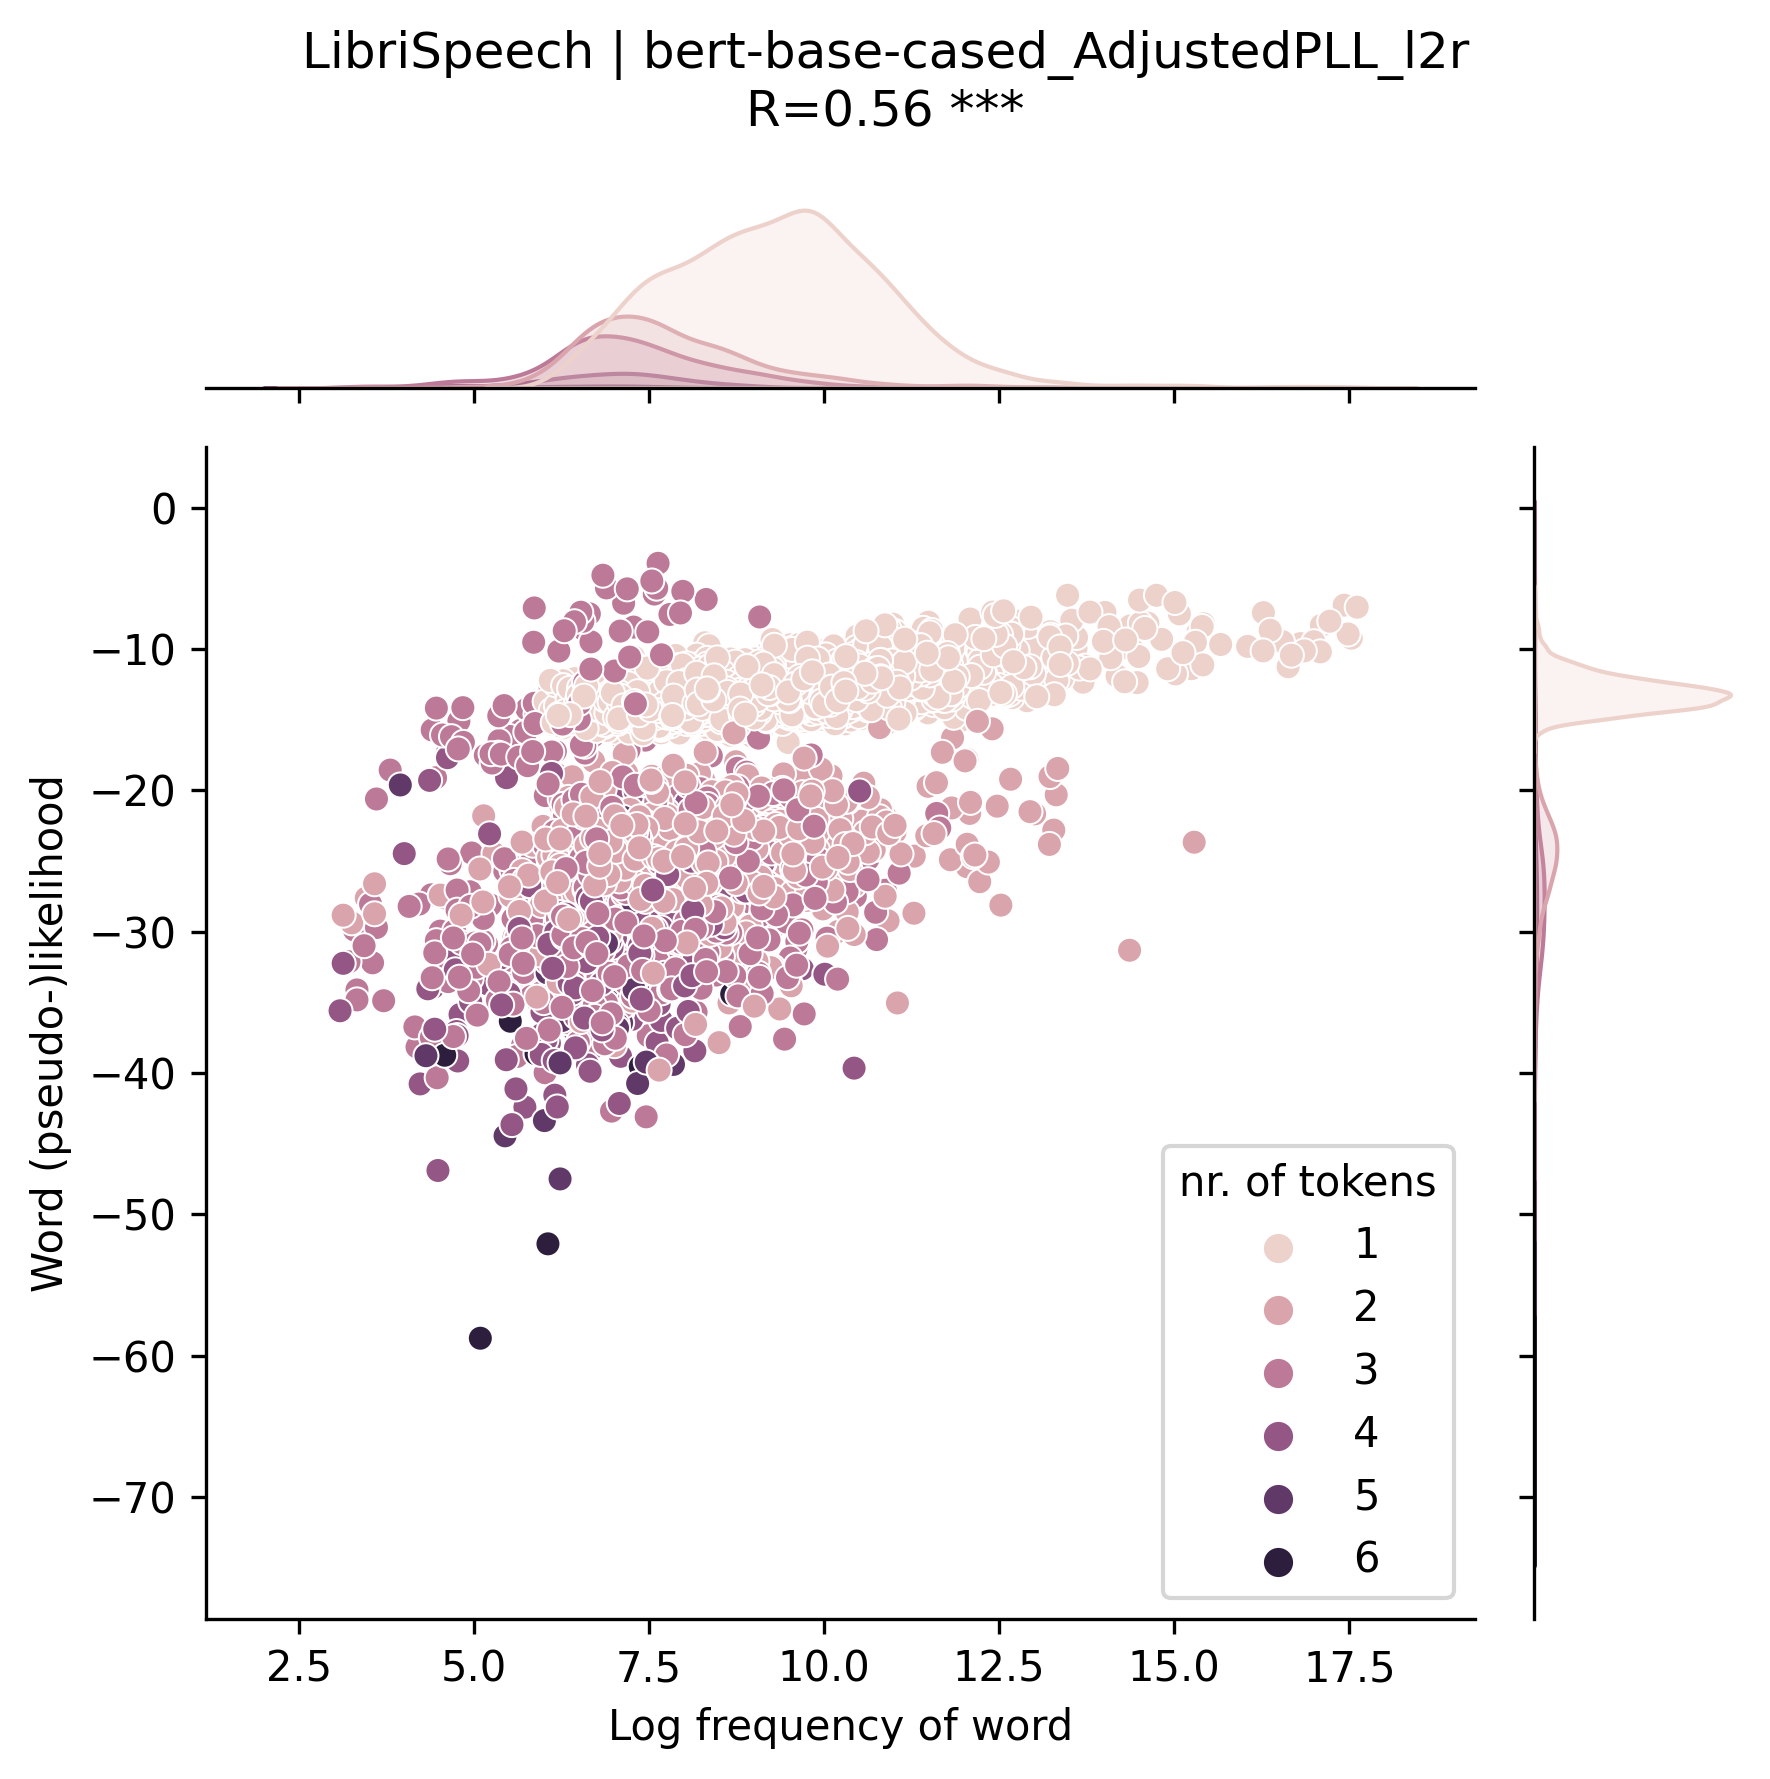 LibriSpeech | bert-base-cased_AdjustedPLL_l2r
R=0.56 ***
0
−10
−20
−30
−40
−50
−60
−70
Word (pseudo-)likelihood
nr. of tokens
1
2
3
4
5
6
2.5 5.0 7.5 10.0 12.5 15.0 17.5
Log frequency of word